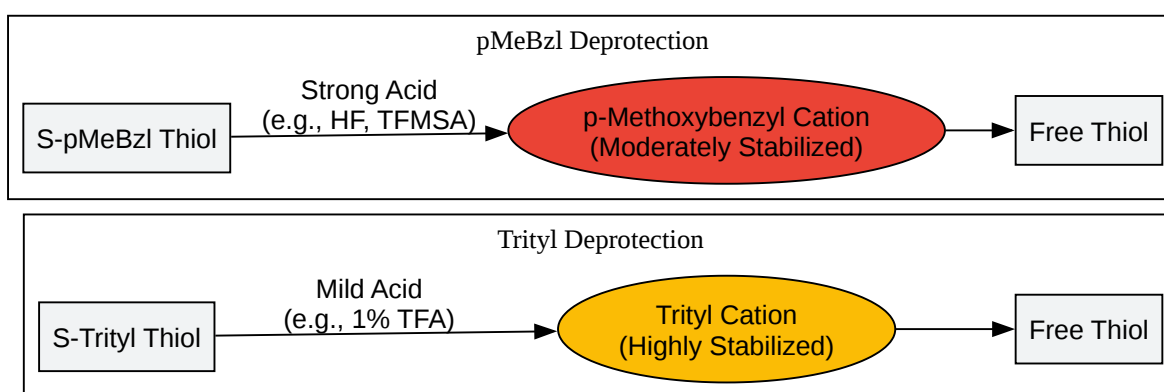 pMeBzl Deprotection
S-pMeBzl Thiol
Strong Acid
(e.g., HF, TFMSA)
p-Methoxybenzyl Cation
(Moderately Stabilized)
Free Thiol
Trityl Deprotection
S-Trityl Thiol
Mild Acid
(e.g., 1% TFA)
Trityl Cation
(Highly Stabilized)
Free Thiol